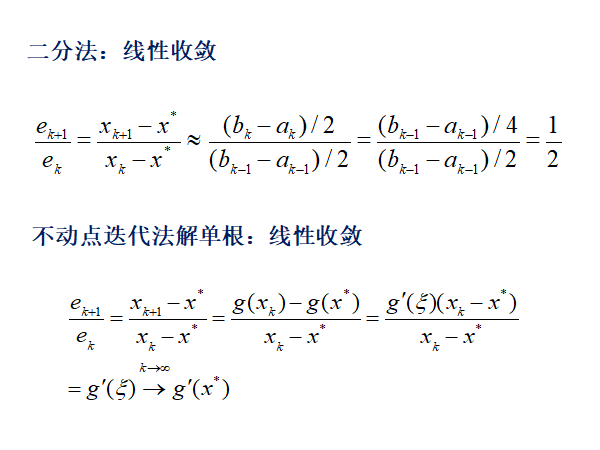 二分法：线性收敛
\frac{e_{k+1}}{e_k} = \frac{x_{k+1} - x^*}{x_k - x^*} \approx \frac{(b_k - a_k)/2}{(b_{k-1} - a_{k-1})/2} = \frac{(b_{k-1} - a_{k-1})/4}{(b_{k-1} - a_{k-1})/2} = \frac{1}{2}
不动点迭代法解单根：线性收敛
\frac{e_{k+1}}{e_k} = \frac{x_{k+1} - x^*}{x_k - x^*} = \frac{g(x_k) - g(x^*)}{x_k - x^*} = \frac{g'(\xi)(x_k - x^*)}{x_k - x^*}
= g'(\xi) \overset{k \to \infty}{\to} g'(x^*)